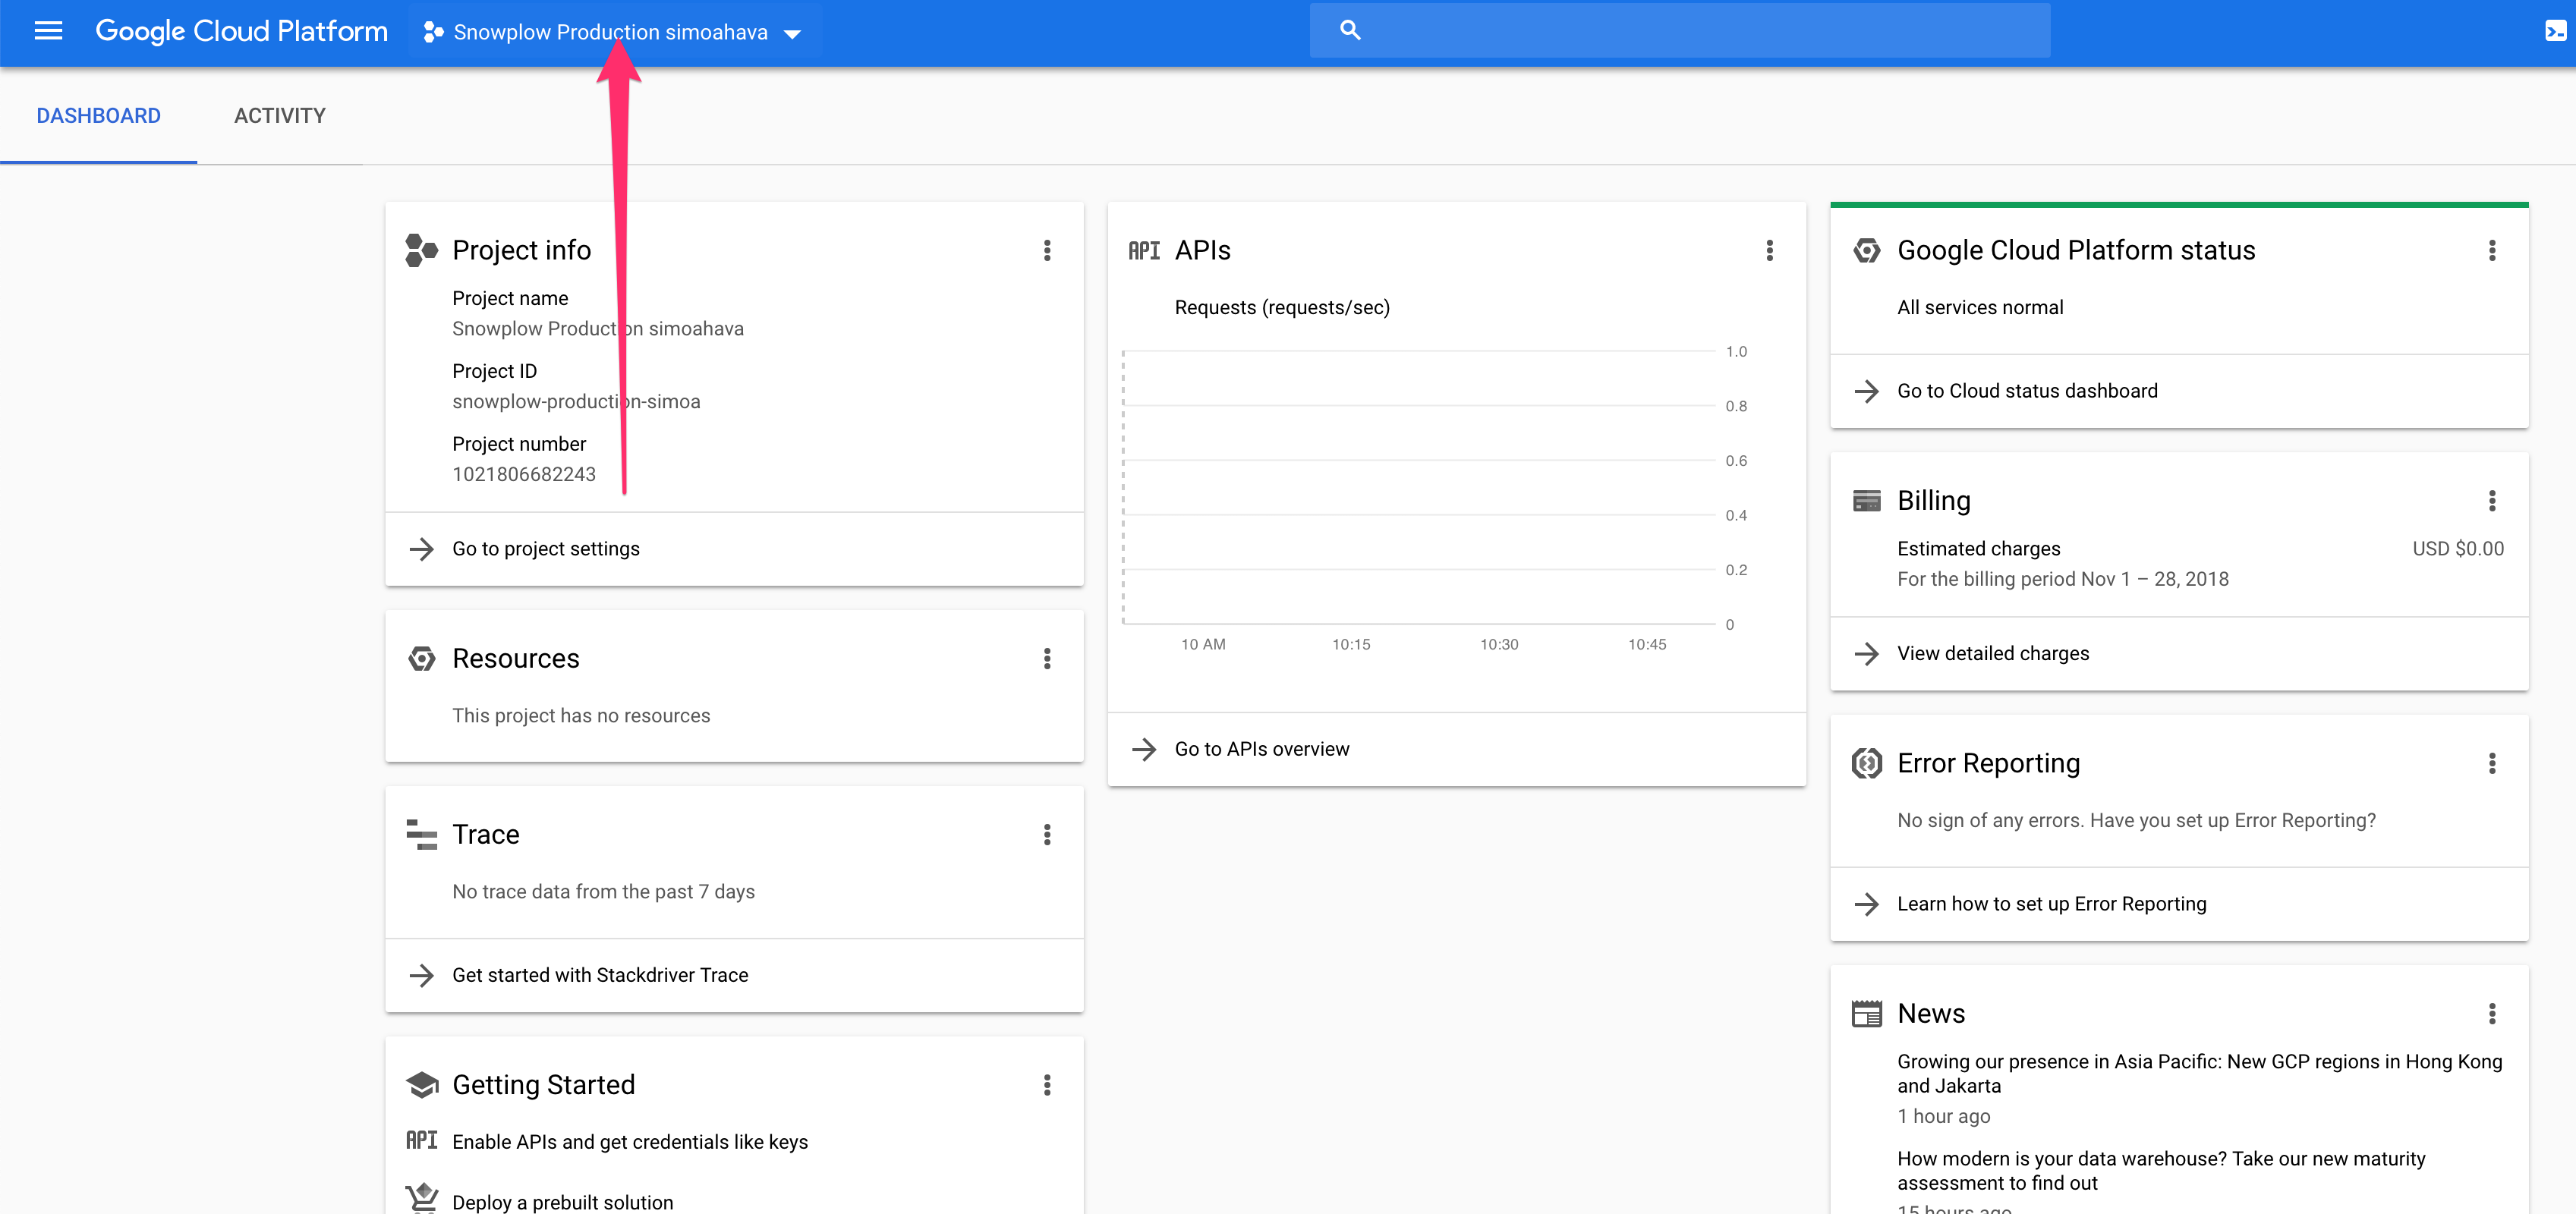 Google Cloud Platform
Snowplow Production simoahava
DASHBOARD
ACTIVITY
Project info
Project name
Snowplow Production simoahava
Project ID
snowplow-production-simoa
Project number
1021806682243
Go to project settings
Resources
This project has no resources
Trace
No trace data from the past 7 days
Get started with Stackdriver Trace
Getting Started
API
Enable APIs and get credentials like keys
Deploy a prebuilt solution
API
APIs
Requests (requests/sec)
1.0
0.8
0.6
0.4
0.2
0
10 AM
10:15
10:30
10:45
Go to APIs overview
Google Cloud Platform status
All services normal
Go to Cloud status dashboard
Billing
Estimated charges
USD $0.00
For the billing period Nov 1 – 28, 2018
View detailed charges
Error Reporting
No sign of any errors. Have you set up Error Reporting?
Learn how to set up Error Reporting
News
Growing our presence in Asia Pacific: New GCP regions in Hong Kong
and Jakarta
1 hour ago
How modern is your data warehouse? Take our new maturity
assessment to find out
15 hours ago